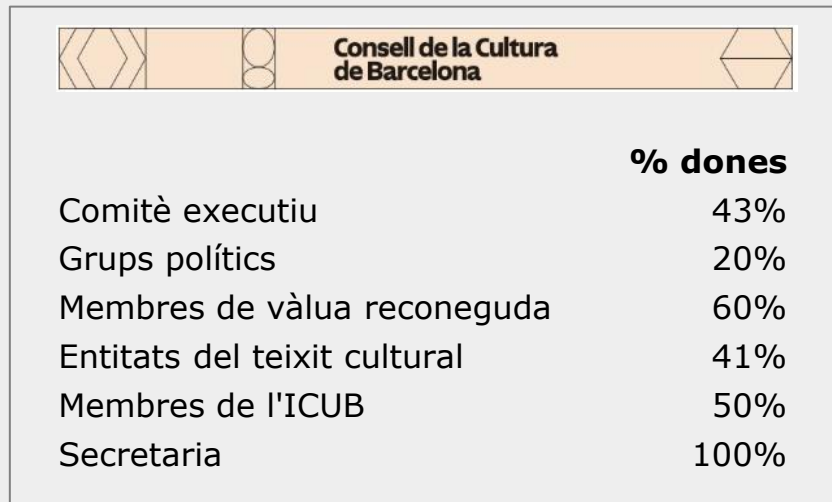 Consell de la Cultura
de Barcelona
% dones
Comitè executiu 43%
Grups polítics 20%
Membres de vàlua reconeguda 60%
Entitats del teixit cultural 41%
Membres de l'ICUB 50%
Secretaria 100%